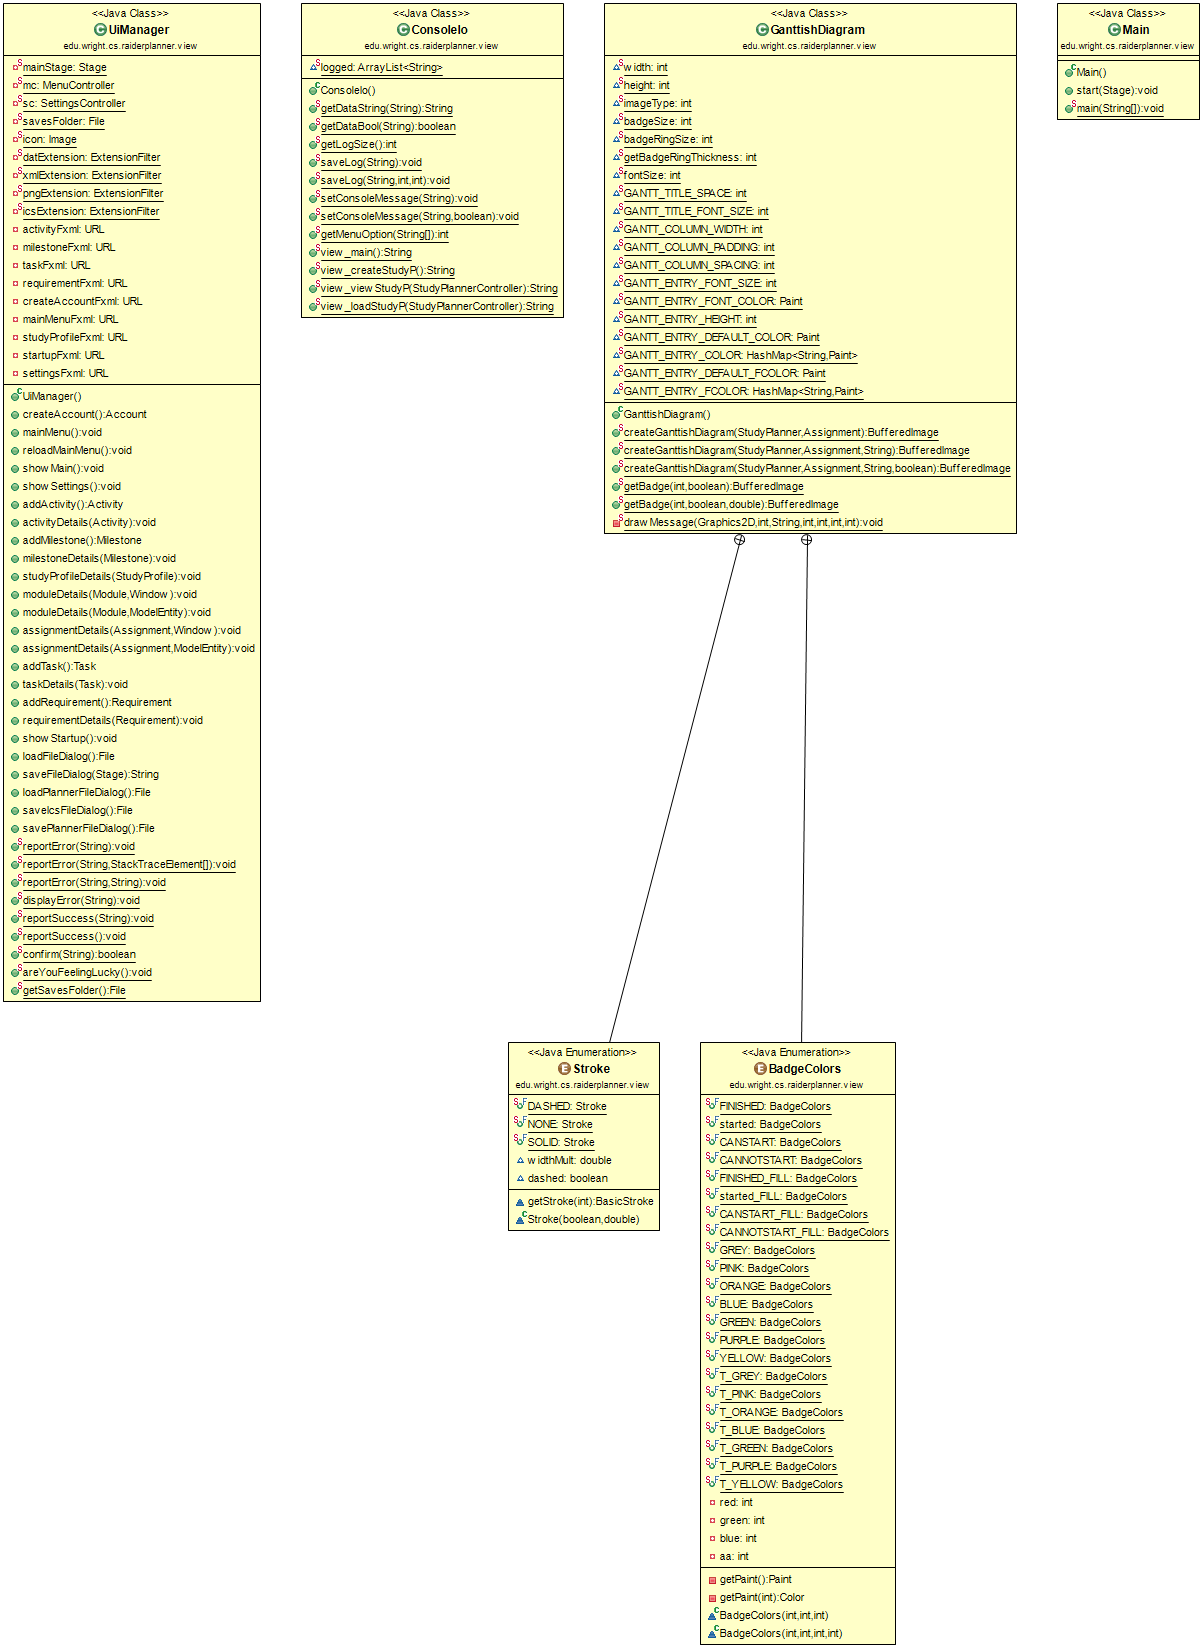 <<Java Class>>
UiManager
edu.wright.cs.raiderplanner.view
mainStage: Stage
mc: MenuController
sc: SettingsController
savesFolder: File
icon: Image
datExtension: ExtensionFilter
xmlExtension: ExtensionFilter
pngExtension: ExtensionFilter
icsExtension: ExtensionFilter
activityFxml: URL
milestoneFxml: URL
taskFxml: URL
requirementFxml: URL
createAccountFxml: URL
mainMenuFxml: URL
studyProfileFxml: URL
startupFxml: URL
settingsFxml: URL
UiManager()
createAccount():Account
mainMenu():void
reloadMainMenu():void
showMain():void
showSettings():void
addActivity():Activity
activityDetails(Activity):void
addMilestone():Milestone
milestoneDetails(Milestone):void
studyProfileDetails(StudyProfile):void
moduleDetails(Module,Window):void
moduleDetails(Module,ModelEntity):void
assignmentDetails(Assignment,Window):void
assignmentDetails(Assignment,ModelEntity):void
addTask():Task
taskDetails(Task):void
addRequirement():Requirement
requirementDetails(Requirement):void
showStartup():void
loadFileDialog():File
saveFileDialog(Stage):String
loadPlannerFileDialog():File
saveIcsFileDialog():File
savePlannerFileDialog():File
reportError(String):void
reportError(String,StackTraceElement[]):void
reportError(String,String):void
displayError(String):void
reportSuccess(String):void
reportSuccess():void
confirm(String):boolean
areYouFeelingLucky():void
getSavesFolder():File
<<Java Class>>
ConsoleIo
edu.wright.cs.raiderplanner.view
logged: ArrayList<String>
ConsoleIo()
getDataString(String):String
getDataBool(String):boolean
getLogSize():int
saveLog(String):void
saveLog(String,int,int):void
setConsoleMessage(String):void
setConsoleMessage(String,boolean):void
getMenuOption(String[]):int
view_main():String
view_createStudyP():String
view_viewStudyP(StudyPlannerController):String
view_loadStudyP(StudyPlannerController):String
<<Java Class>>
GanttishDiagram
edu.wright.cs.raiderplanner.view
width: int
height: int
imageType: int
badgeSize: int
badgeRingSize: int
getBadgeRingThickness: int
fontSize: int
GANTT_TITLE_SPACE: int
GANTT_TITLE_FONT_SIZE: int
GANTT_COLUMN_WIDTH: int
GANTT_COLUMN_PADDING: int
GANTT_COLUMN_SPACING: int
GANTT_ENTRY_FONT_SIZE: int
GANTT_ENTRY_FONT_COLOR: Paint
GANTT_ENTRY_HEIGHT: int
GANTT_ENTRY_DEFAULT_COLOR: Paint
GANTT_ENTRY_COLOR: HashMap<String,Paint>
GANTT_ENTRY_DEFAULT_FCOLOR: Paint
GANTT_ENTRY_FCOLOR: HashMap<String,Paint>
GanttishDiagram()
createGanttishDiagram(StudyPlanner,Assignment):BufferedImage
createGanttishDiagram(StudyPlanner,Assignment,String):BufferedImage
createGanttishDiagram(StudyPlanner,Assignment,String,boolean):BufferedImage
getBadge(int,boolean):BufferedImage
getBadge(int,boolean,double):BufferedImage
drawMessage(Graphics2D,int,String,int,int,int,int):void
<<Java Class>>
Main
edu.wright.cs.raiderplanner.view
Main()
start(Stage):void
main(String[]):void
<<Java Enumeration>>
Stroke
edu.wright.cs.raiderplanner.view
DASHED: Stroke
NONE: Stroke
SOLID: Stroke
widthMult: double
dashed: boolean
getStroke(int):BasicStroke
Stroke(boolean,double)
<<Java Enumeration>>
BadgeColors
edu.wright.cs.raiderplanner.view
FINISHED: BadgeColors
started: BadgeColors
CANSTART: BadgeColors
CANNOTSTART: BadgeColors
FINISHED_FILL: BadgeColors
started_FILL: BadgeColors
CANSTART_FILL: BadgeColors
CANNOTSTART_FILL: BadgeColors
GREY: BadgeColors
PINK: BadgeColors
ORANGE: BadgeColors
BLUE: BadgeColors
GREEN: BadgeColors
PURPLE: BadgeColors
YELLOW: BadgeColors
T_GREY: BadgeColors
T_PINK: BadgeColors
T_ORANGE: BadgeColors
T_BLUE: BadgeColors
T_GREEN: BadgeColors
T_PURPLE: BadgeColors
T_YELLOW: BadgeColors
red: int
green: int
blue: int
aa: int
getPaint():Paint
getPaint(int):Color
BadgeColors(int,int,int)
BadgeColors(int,int,int,int)